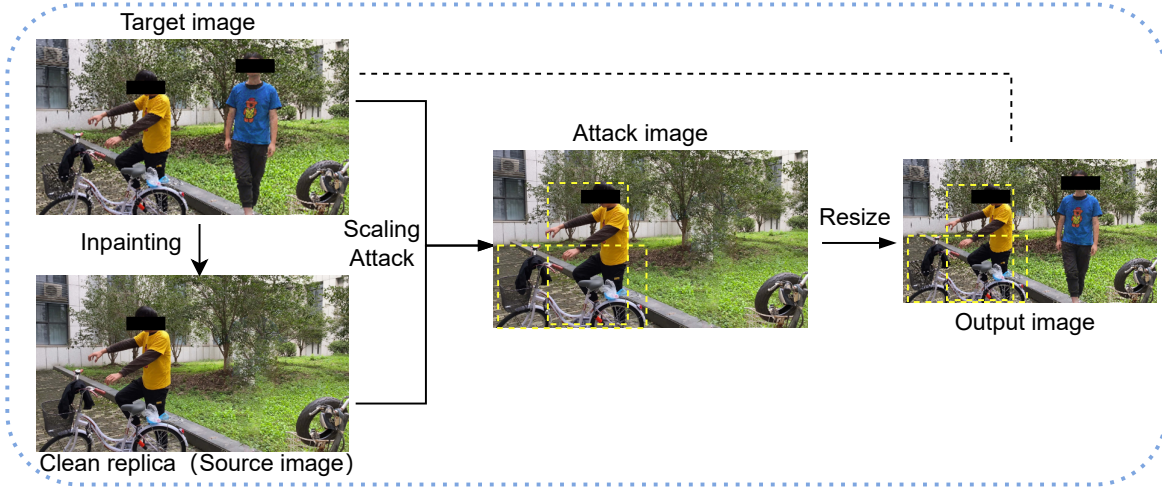 Target image
Inpainting
Scaling
Attack
Attack image
Resize
Output image
Clean replica（Source image）